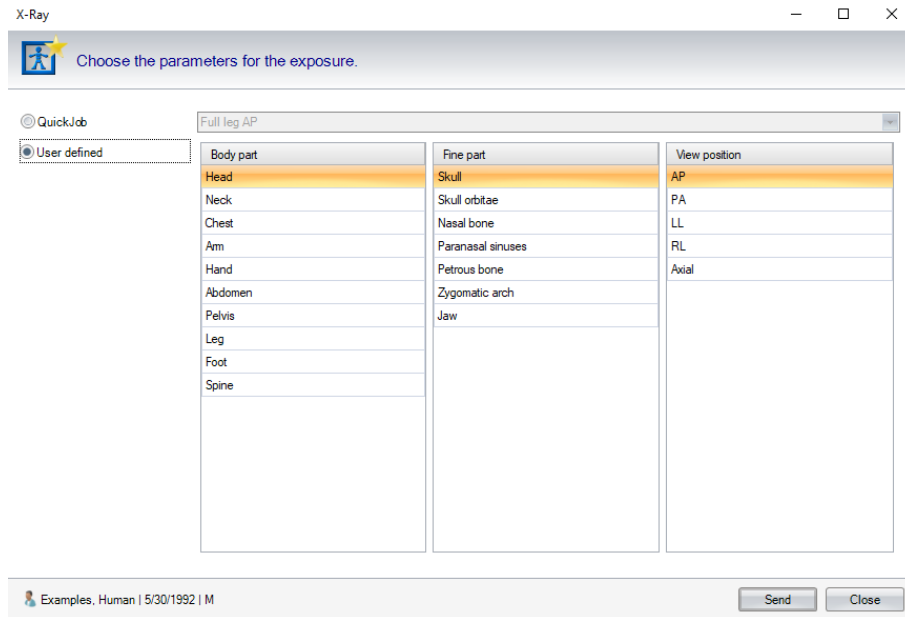 X-Ray
Choose the parameters for the exposure.
QuickJob
Full leg AP
User defined
Body part
Fine part
View position
Head
Skull
AP
Neck
Skull orbitae
PA
Chest
Nasal bone
LL
Arm
Paranasal sinuses
RL
Hand
Petrous bone
Axial
Abdomen
Zygomatic arch
Pelvis
Jaw
Leg
Foot
Spine
Examples, Human | 5/30/1992 | M
Send
Close